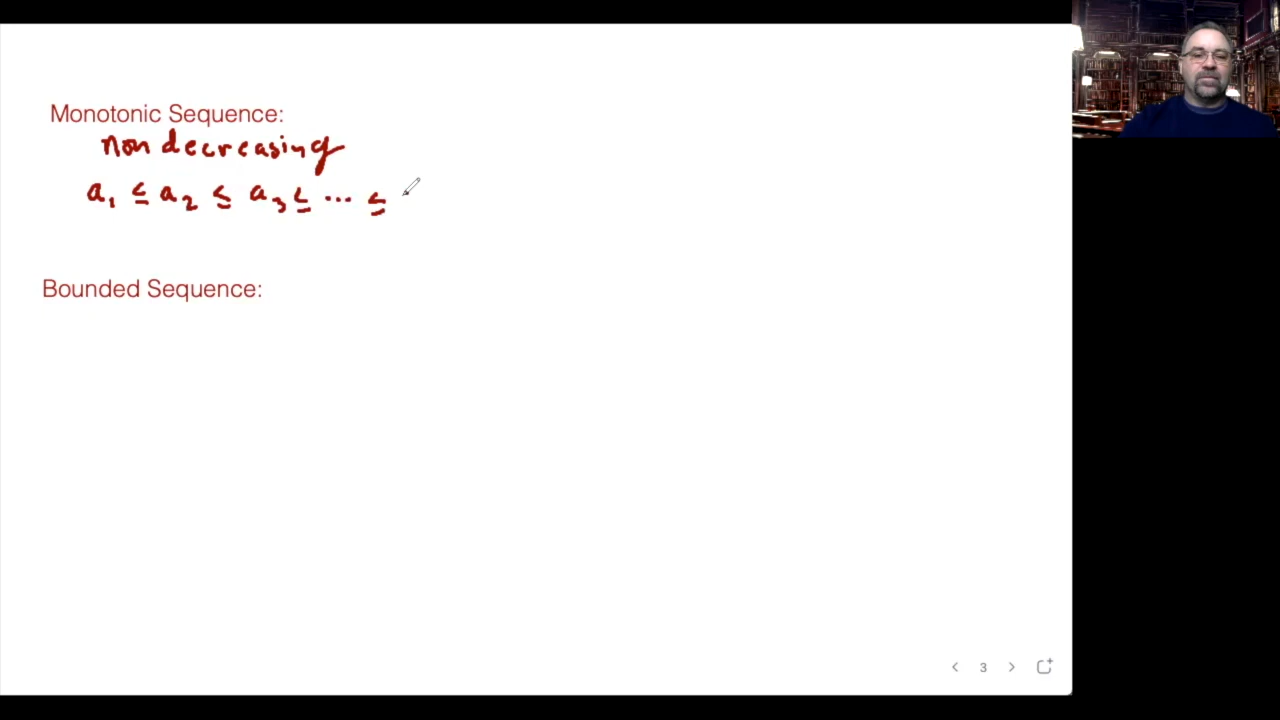 Monotonic Sequence:
non decreasing
a₁ ≤ a₂ ≤ a₃ ≤ ... ≤
Bounded Sequence:
3